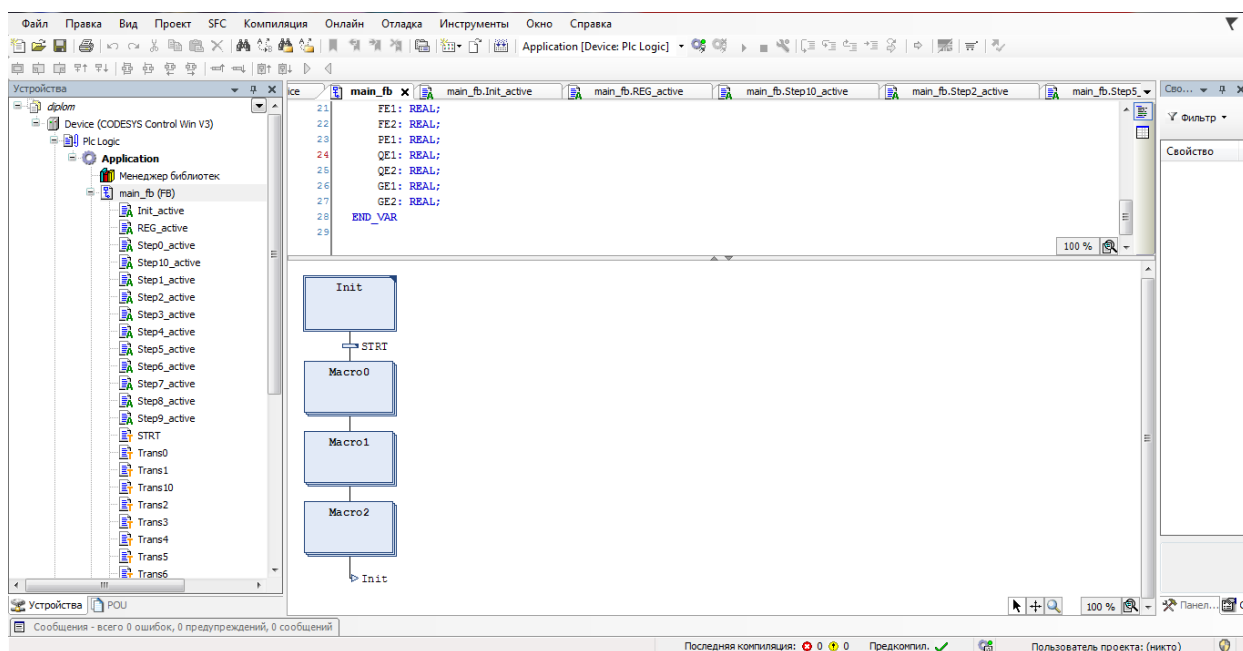 Файл Правка Вид Проект SFC Компиляция Онлайн Отладка Инструменты Окно Справка
Application [Device: Plc Logic]
Устройства
diplom
Device (CODESYS Control Win V3)
Plc Logic
Application
Менеджер библиотек
main_fb (FB)
Init_active
REG_active
Step0_active
Step10_active
Step1_active
Step2_active
Step3_active
Step4_active
Step5_active
Step6_active
Step7_active
Step8_active
Step9_active
STRT
Trans0
Trans1
Trans10
Trans2
Trans3
Trans4
Trans5
Trans6
Устройства POU
ice main_fb main_fb.Init_active main_fb.REG_active main_fb.Step10_active main_fb.Step2_active main_fb.Step5_
21 FE1: REAL;
22 FE2: REAL;
23 PE1: REAL;
24 QE1: REAL;
25 QE2: REAL;
26 GE1: REAL;
27 GE2: REAL;
28 END_VAR
29
100 %
Init
STRT
Macro0
Macro1
Macro2
Init
100 %
Сво...
Фильтр
Свойство
Панел...
Сообщения - всего 0 ошибок, 0 предупреждений, 0 сообщений
Последняя компиляция: 0 0 Предкомпил. Пользователь проекта: (никто)